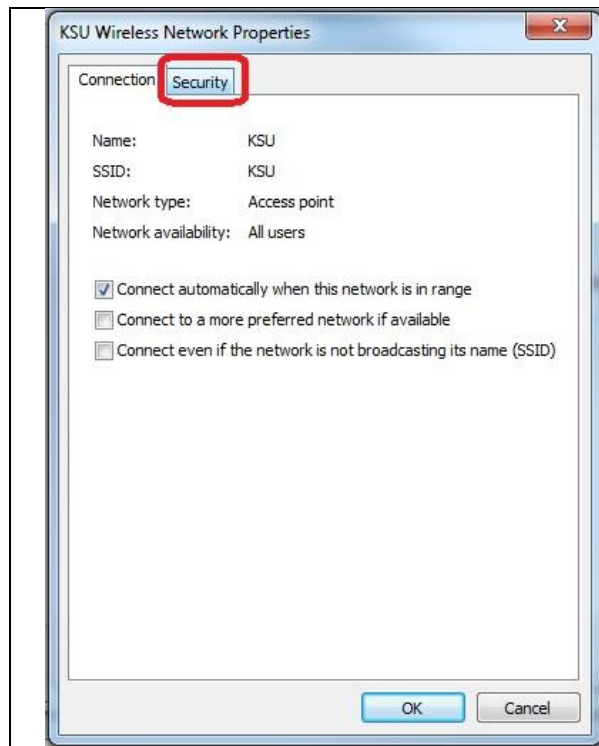 KSU Wireless Network Properties
Connection Security
Name: KSU
SSID: KSU
Network type: Access point
Network availability: All users
Connect automatically when this network is in range
Connect to a more preferred network if available
Connect even if the network is not broadcasting its name (SSID)
OK Cancel